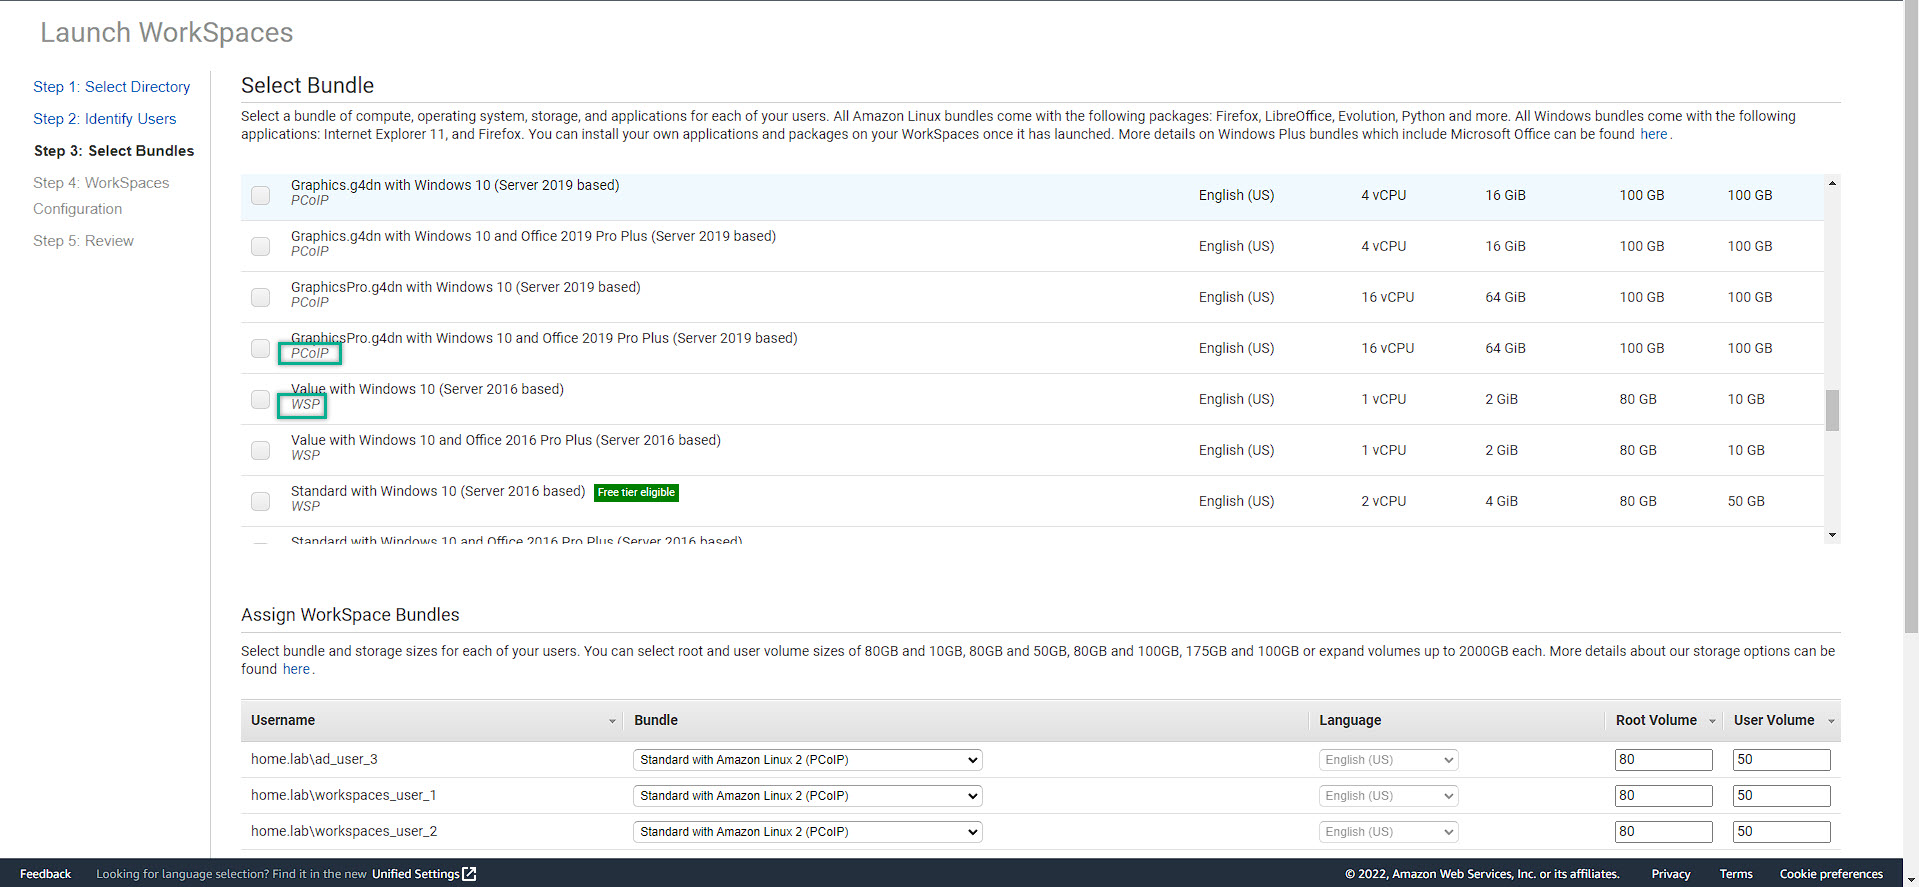 Launch WorkSpaces
Step 1: Select Directory
Step 2: Identify Users
Step 3: Select Bundles
Step 4: WorkSpaces
Configuration
Step 5: Review
Select Bundle
Select a bundle of compute, operating system, storage, and applications for each of your users. All Amazon Linux bundles come with the following packages: Firefox, LibreOffice, Evolution, Python and more. All Windows bundles come with the following
applications: Internet Explorer 11, and Firefox. You can install your own applications and packages on your WorkSpaces once it has launched. More details on Windows Plus bundles which include Microsoft Office can be found here.
Graphics.g4dn with Windows 10 (Server 2019 based)
PCoIP
English (US) 4 vCPU 16 GiB 100 GB 100 GB
Graphics.g4dn with Windows 10 and Office 2019 Pro Plus (Server 2019 based)
PCoIP
English (US) 4 vCPU 16 GiB 100 GB 100 GB
GraphicsPro.g4dn with Windows 10 (Server 2019 based)
PCoIP
English (US) 16 vCPU 64 GiB 100 GB 100 GB
GraphicsPro.g4dn with Windows 10 and Office 2019 Pro Plus (Server 2019 based)
PCoIP
English (US) 16 vCPU 64 GiB 100 GB 100 GB
Value with Windows 10 (Server 2016 based)
WSP
English (US) 1 vCPU 2 GiB 80 GB 10 GB
Value with Windows 10 and Office 2016 Pro Plus (Server 2016 based)
WSP
English (US) 1 vCPU 2 GiB 80 GB 10 GB
Standard with Windows 10 (Server 2016 based) Free tier eligible
WSP
English (US) 2 vCPU 4 GiB 80 GB 50 GB
Standard with Windows 10 and Office 2016 Pro Plus (Server 2016 based)
Assign WorkSpace Bundles
Select bundle and storage sizes for each of your users. You can select root and user volume sizes of 80GB and 10GB, 80GB and 50GB, 80GB and 100GB, 175GB and 100GB or expand volumes up to 2000GB each. More details about our storage options can be
found here.
Username Bundle Language Root Volume User Volume
home.lab\ad_user_3 Standard with Amazon Linux 2 (PCoIP) English (US) 80 50
home.lab\workspaces_user_1 Standard with Amazon Linux 2 (PCoIP) English (US) 80 50
home.lab\workspaces_user_2 Standard with Amazon Linux 2 (PCoIP) English (US) 80 50
Feedback Looking for language selection? Find it in the new Unified Settings © 2022, Amazon Web Services, Inc. or its affiliates. Privacy Terms Cookie preferences